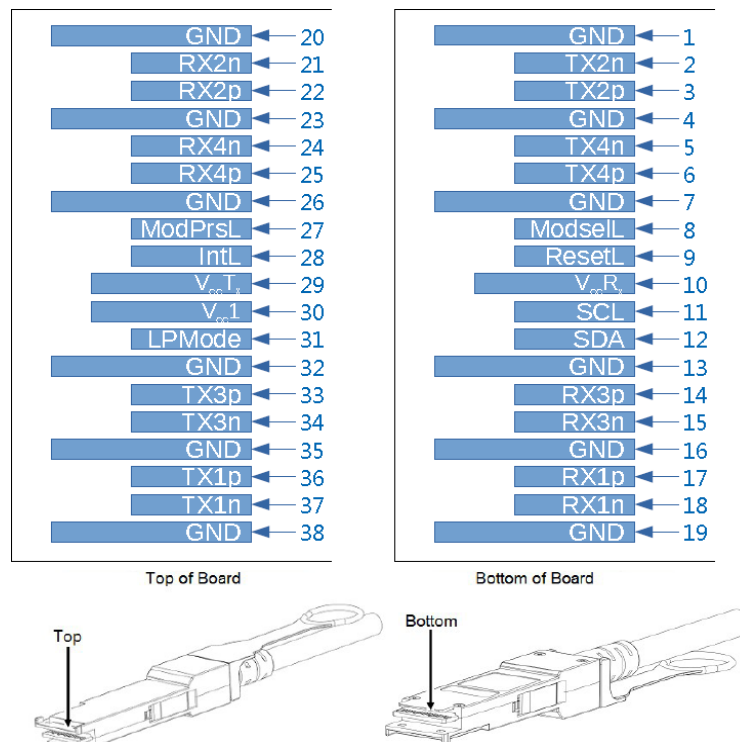 GND 20
RX2n 21
RX2p 22
GND 23
RX4n 24
RX4p 25
GND 26
ModPrsL 27
IntL 28
VccTx 29
Vcc1 30
LPMode 31
GND 32
TX3p 33
TX3n 34
GND 35
TX1p 36
TX1n 37
GND 38
Top of Board
GND 1
TX2n 2
TX2p 3
GND 4
TX4n 5
TX4p 6
GND 7
ModselL 8
ResetL 9
VccRx 10
SCL 11
SDA 12
GND 13
RX3p 14
RX3n 15
GND 16
RX1p 17
RX1n 18
GND 19
Bottom of Board
Top
Bottom